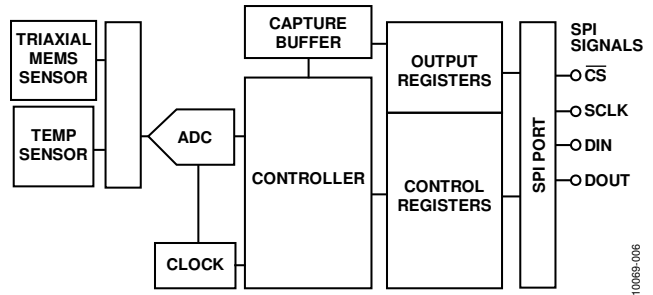 TRIAXIAL
MEMS
SENSOR
TEMP
SENSOR
ADC
CLOCK
CAPTURE
BUFFER
CONTROLLER
OUTPUT
REGISTERS
CONTROL
REGISTERS
SPI PORT
SPI
SIGNALS
CS
SCLK
DIN
DOUT
10069-006